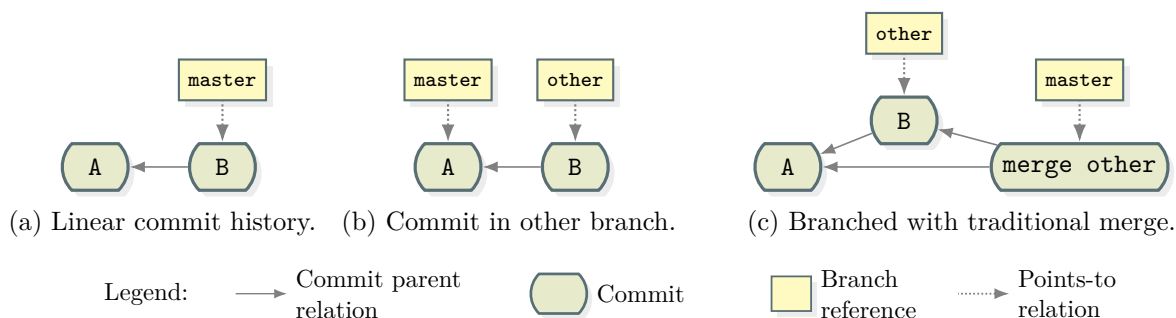 other
master
master
other
master
B
A
B
A
B
A
merge other
(a) Linear commit history.
(b) Commit in other branch.
(c) Branched with traditional merge.
Legend:
Commit parent
relation
Commit
Branch
reference
Points-to
relation